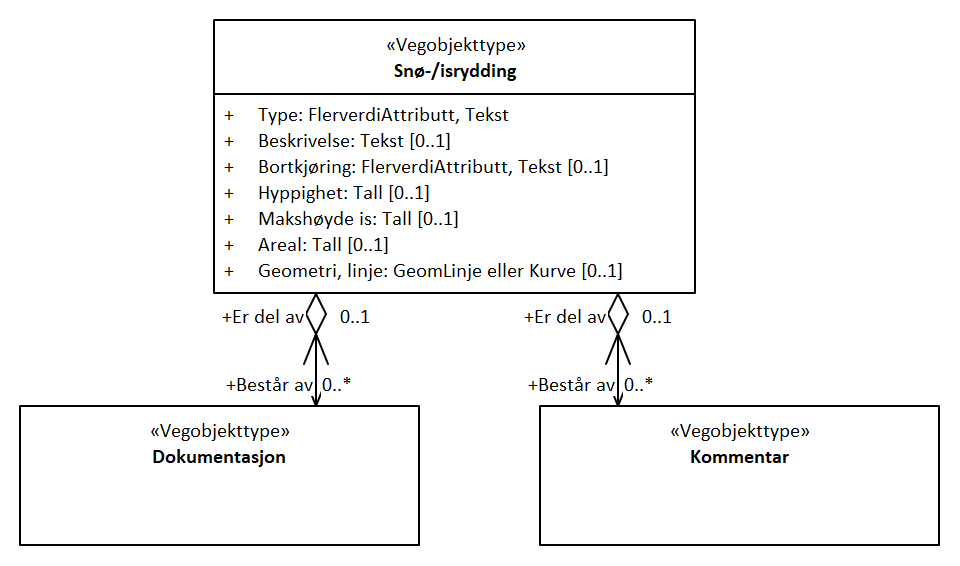 «Vegobjekttype»
Snø-/isrydding
+ Type: FlerverdiAttributt, Tekst
+ Beskrivelse: Tekst [0..1]
+ Bortkjøring: FlerverdiAttributt, Tekst [0..1]
+ Hyppighet: Tall [0..1]
+ Makshøyde is: Tall [0..1]
+ Areal: Tall [0..1]
+ Geometri, linje: GeomLinje eller Kurve [0..1]
+Er del av 0..1
+Består av 0..*
«Vegobjekttype»
Dokumentasjon
+Er del av 0..1
+Består av 0..*
«Vegobjekttype»
Kommentar